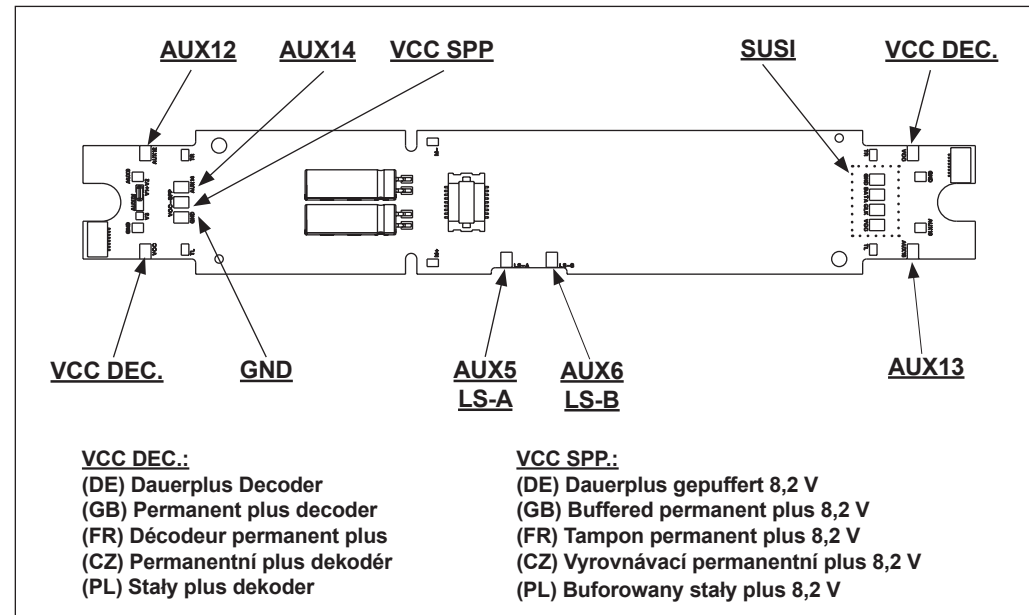 AUX12
AUX14
VCC SPP
SUSI
VCC DEC.
VCC DEC.
GND
AUX5
LS-A
AUX6
LS-B
AUX13
VCC DEC.:
(DE) Dauerplus Decoder
(GB) Permanent plus decoder
(FR) Décodeur permanent plus
(CZ) Permanentní plus dekodér
(PL) Stały plus dekoder
VCC SPP.:
(DE) Dauerplus gepuffert 8,2 V
(GB) Buffered permanent plus 8,2 V
(FR) Tampon permanent plus 8,2 V
(CZ) Vyrovnávací permanentní plus 8,2 V
(PL) Buforowany stały plus 8,2 V